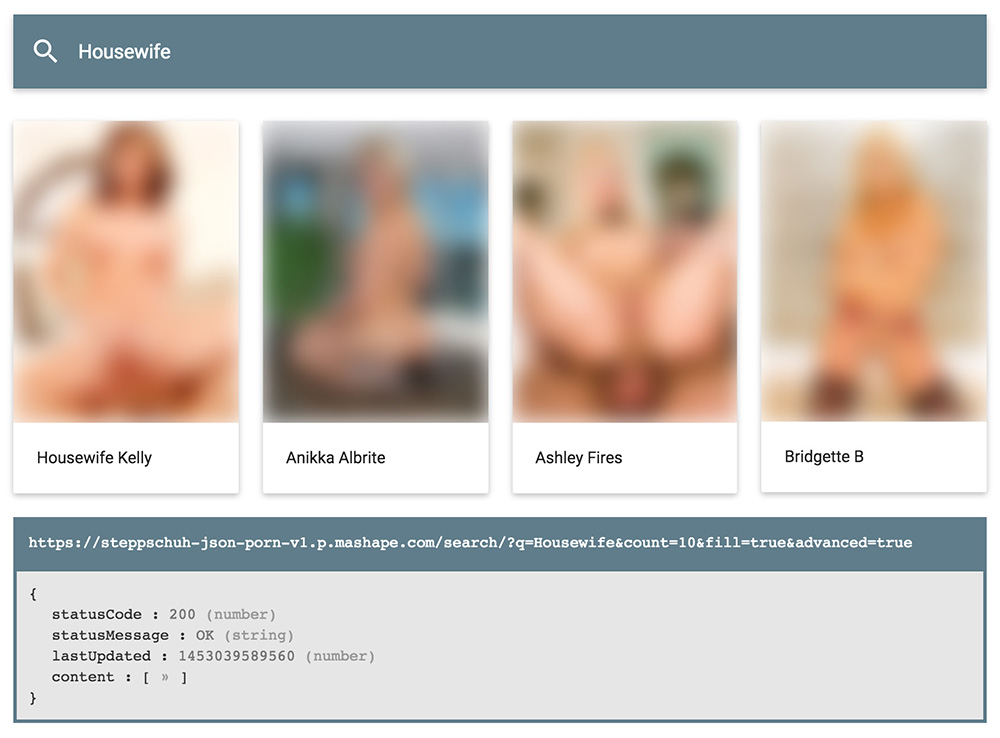 Housewife
Housewife Kelly
Anikka Albrite
Ashley Fires
Bridgette B
https://steppschuh-json-porn-v1.p.mashape.com/search/?q=Housewife&count=10&fill=true&advanced=true
{
statusCode : 200 (number)
statusMessage : OK (string)
lastUpdated : 1453039589560 (number)
content : [ » ]
}